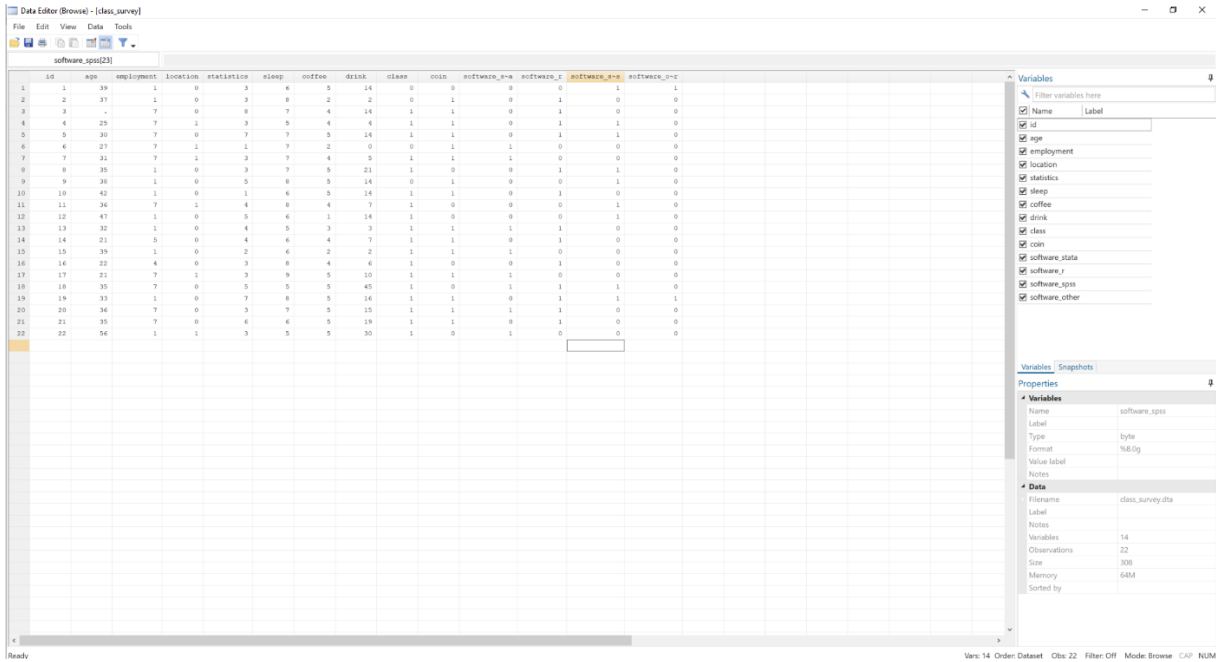 Data Editor (Browse) - [class_survey]
File Edit View Data Tools
software_spss[23]
id age employment location statistics sleep coffee drink class coin software_s~a software_r software_s~s software_o~r
1 1 39 1 0 3 6 5 14 0 0 0 0 1 1
2 2 37 1 0 3 8 2 2 0 1 0 1 0 0
3 3 . 7 0 8 7 4 14 1 1 0 1 0 0
4 4 25 7 1 3 5 4 4 1 1 0 1 1 0
5 5 30 7 0 7 7 5 14 1 1 0 1 1 0
6 6 27 7 1 1 7 2 0 0 1 1 0 0 0
7 7 31 7 1 3 7 4 5 1 1 1 0 0 0
8 8 35 1 0 3 7 5 21 1 0 0 1 1 0
9 9 38 1 0 5 8 5 14 0 1 0 0 1 0
10 10 42 1 0 1 6 5 14 1 1 0 1 0 0
11 11 36 7 1 4 8 4 7 1 0 0 0 1 0
12 12 47 1 0 5 6 1 14 1 0 0 0 1 0
13 13 32 1 0 4 5 3 3 1 1 1 1 0 0
14 14 21 5 0 4 6 4 7 1 1 0 1 0 0
15 15 39 1 0 2 6 2 2 1 1 1 0 0 0
16 16 22 4 0 3 8 4 6 1 0 0 1 0 0
17 17 21 7 1 3 9 5 10 1 1 1 0 0 0
18 18 35 7 0 5 5 5 45 1 0 1 1 1 0
19 19 33 1 0 7 8 5 16 1 1 0 1 1 1
20 20 36 7 0 3 7 5 15 1 1 1 1 0 0
21 21 35 7 0 6 6 5 19 1 1 0 1 0 0
22 22 56 1 1 3 5 5 30 1 0 1 0 0 0
Variables
Filter variables here
Name Label
id
age
employment
location
statistics
sleep
coffee
drink
class
coin
software_stata
software_r
software_spss
software_other
Variables Snapshots
Properties
Variables
Name software_spss
Label
Type byte
Format %8.0g
Value label
Notes
Data
Filename class_survey.dta
Label
Notes
Variables 14
Observations 22
Size 308
Memory 64M
Sorted by
Ready Vars: 14 Order: Dataset Obs: 22 Filter: Off Mode: Browse CAP NUM